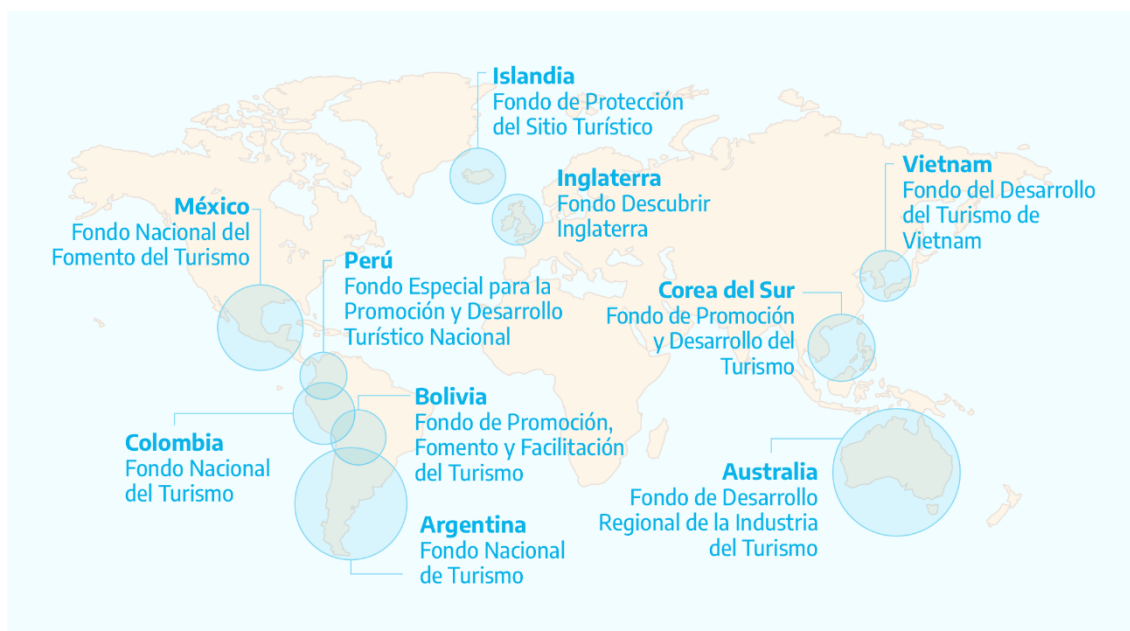 Islandia
Fondo de Protección
del Sitio Turístico
Inglaterra
Fondo Descubrir
Inglaterra
Vietnam
Fondo del Desarrollo
del Turismo de
Vietnam
México
Fondo Nacional del
Fomento del Turismo
Perú
Fondo Especial para la
Promoción y Desarrollo
Turístico Nacional
Corea del Sur
Fondo de Promoción
y Desarrollo del
Turismo
Bolivia
Fondo de Promoción,
Fomento y Facilitación
del Turismo
Colombia
Fondo Nacional
del Turismo
Australia
Fondo de Desarrollo
Regional de la Industria
del Turismo
Argentina
Fondo Nacional
de Turismo